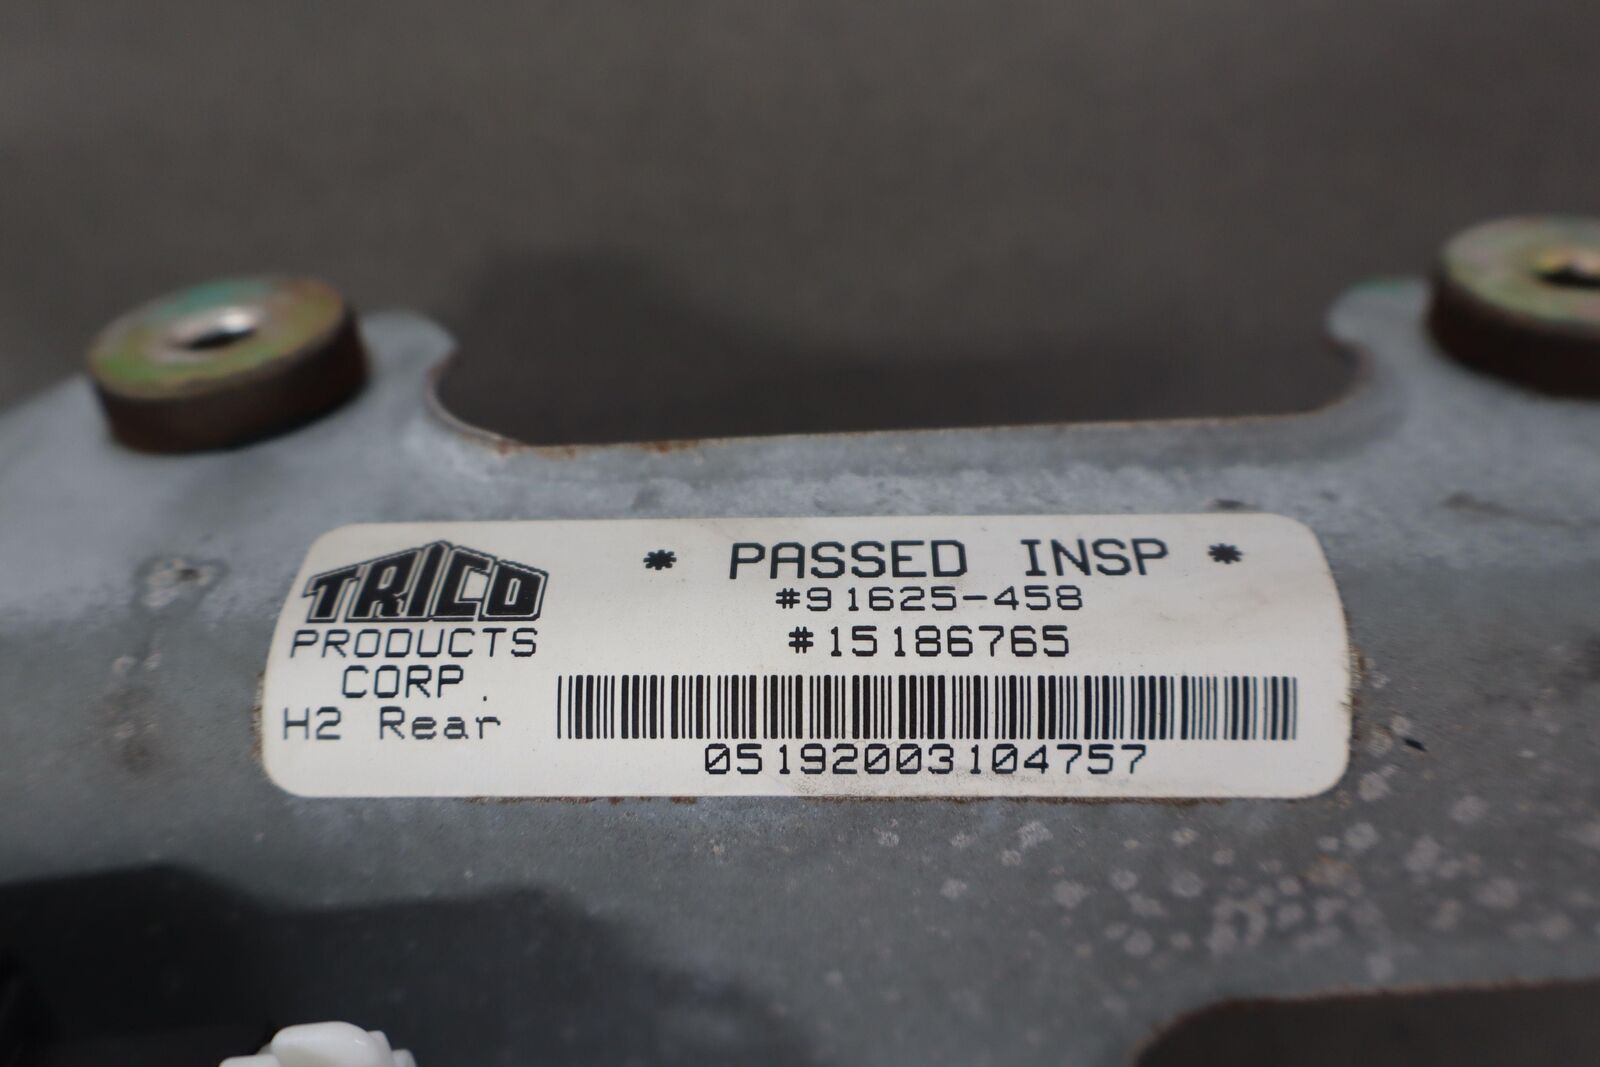 TRICO
PRODUCTS
CORP.
H2 Rear
* PASSED INSP *
#91625-458
#15186765
05192003104757